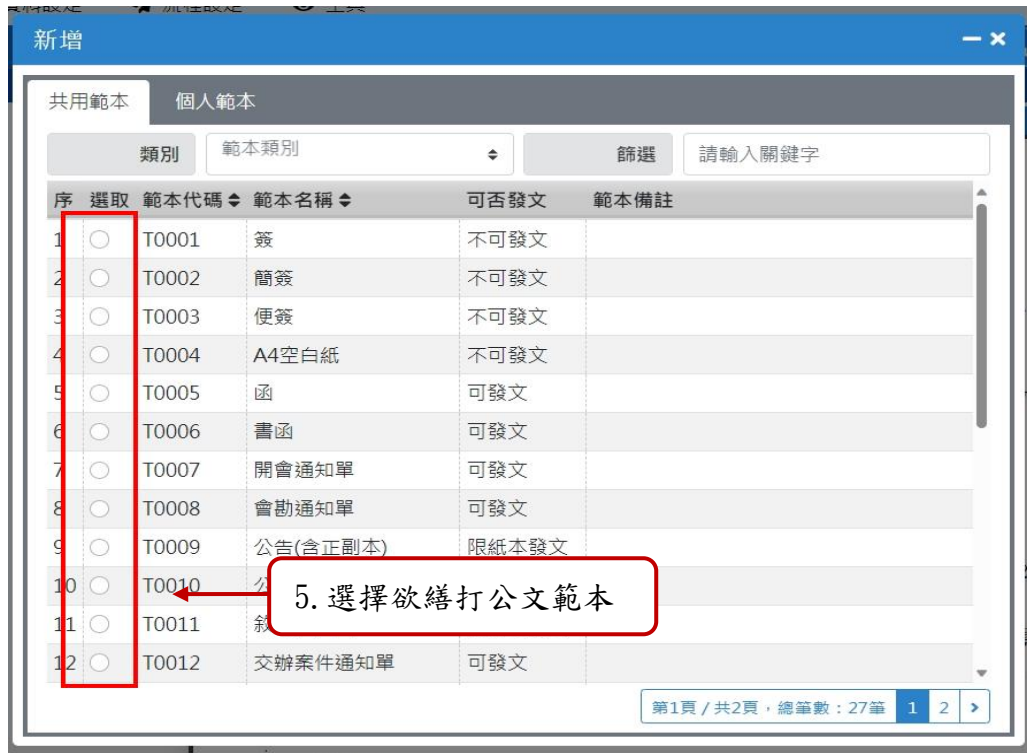 新增
共用範本 個人範本
類別 範本類別 篩選 請輸入關鍵字
序 選取 範本代碼 範本名稱 可否發文 範本備註
1 T0001 簽 不可發文
2 T0002 簡簽 不可發文
3 T0003 便簽 不可發文
4 T0004 A4空白紙 不可發文
5 T0005 函 可發文
6 T0006 書函 可發文
7 T0007 開會通知單 可發文
8 T0008 會勘通知單 可發文
9 T0009 公告(含正副本) 限紙本發文
10 T0010
5.選擇欲繕打公文範本
11 T0011
12 T0012 交辦案件通知單 可發文
第1頁/共2頁,總筆數:27筆 1 2 >